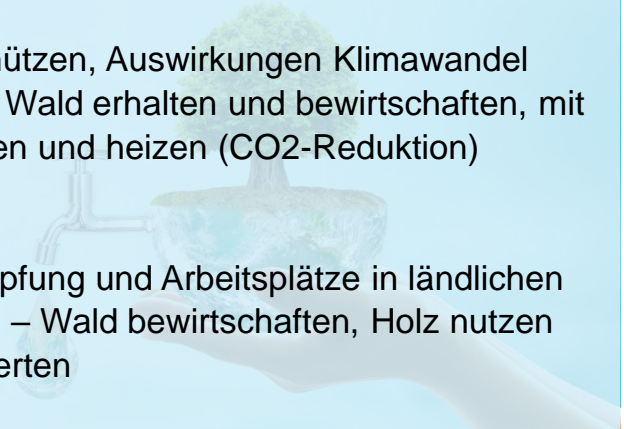 ützen, Auswirkungen Klimawandel
Wald erhalten und bewirtschaften, mit
en und heizen (CO2-Reduktion)
pfung und Arbeitsplätze in ländlichen
– Wald bewirtschaften, Holz nutzen
erten